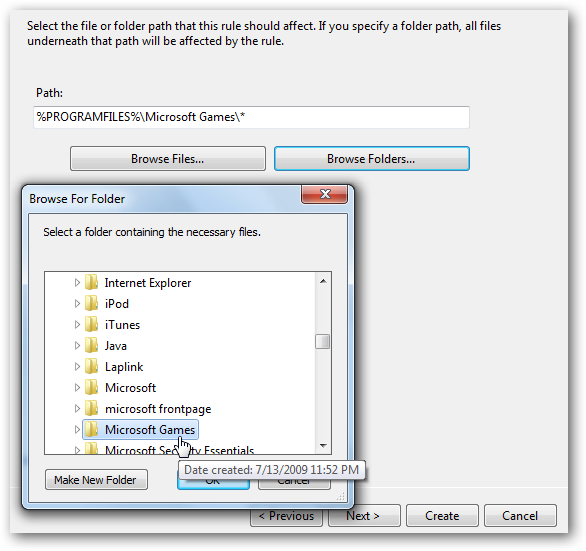 Select the file or folder path that this rule should affect. If you specify a folder path, all files
underneath that path will be affected by the rule.
Path:
%PROGRAMFILES%\Microsoft Games\*
Browse Files...
Browse Folders...
Browse For Folder
Select a folder containing the necessary files.
Internet Explorer
iPod
iTunes
Java
Laplink
Microsoft
microsoft frontpage
Microsoft Games
Microsoft Security Essentials
Date created: 7/13/2009 11:52 PM
Make New Folder
OK
Cancel
< Previous
Next >
Create
Cancel